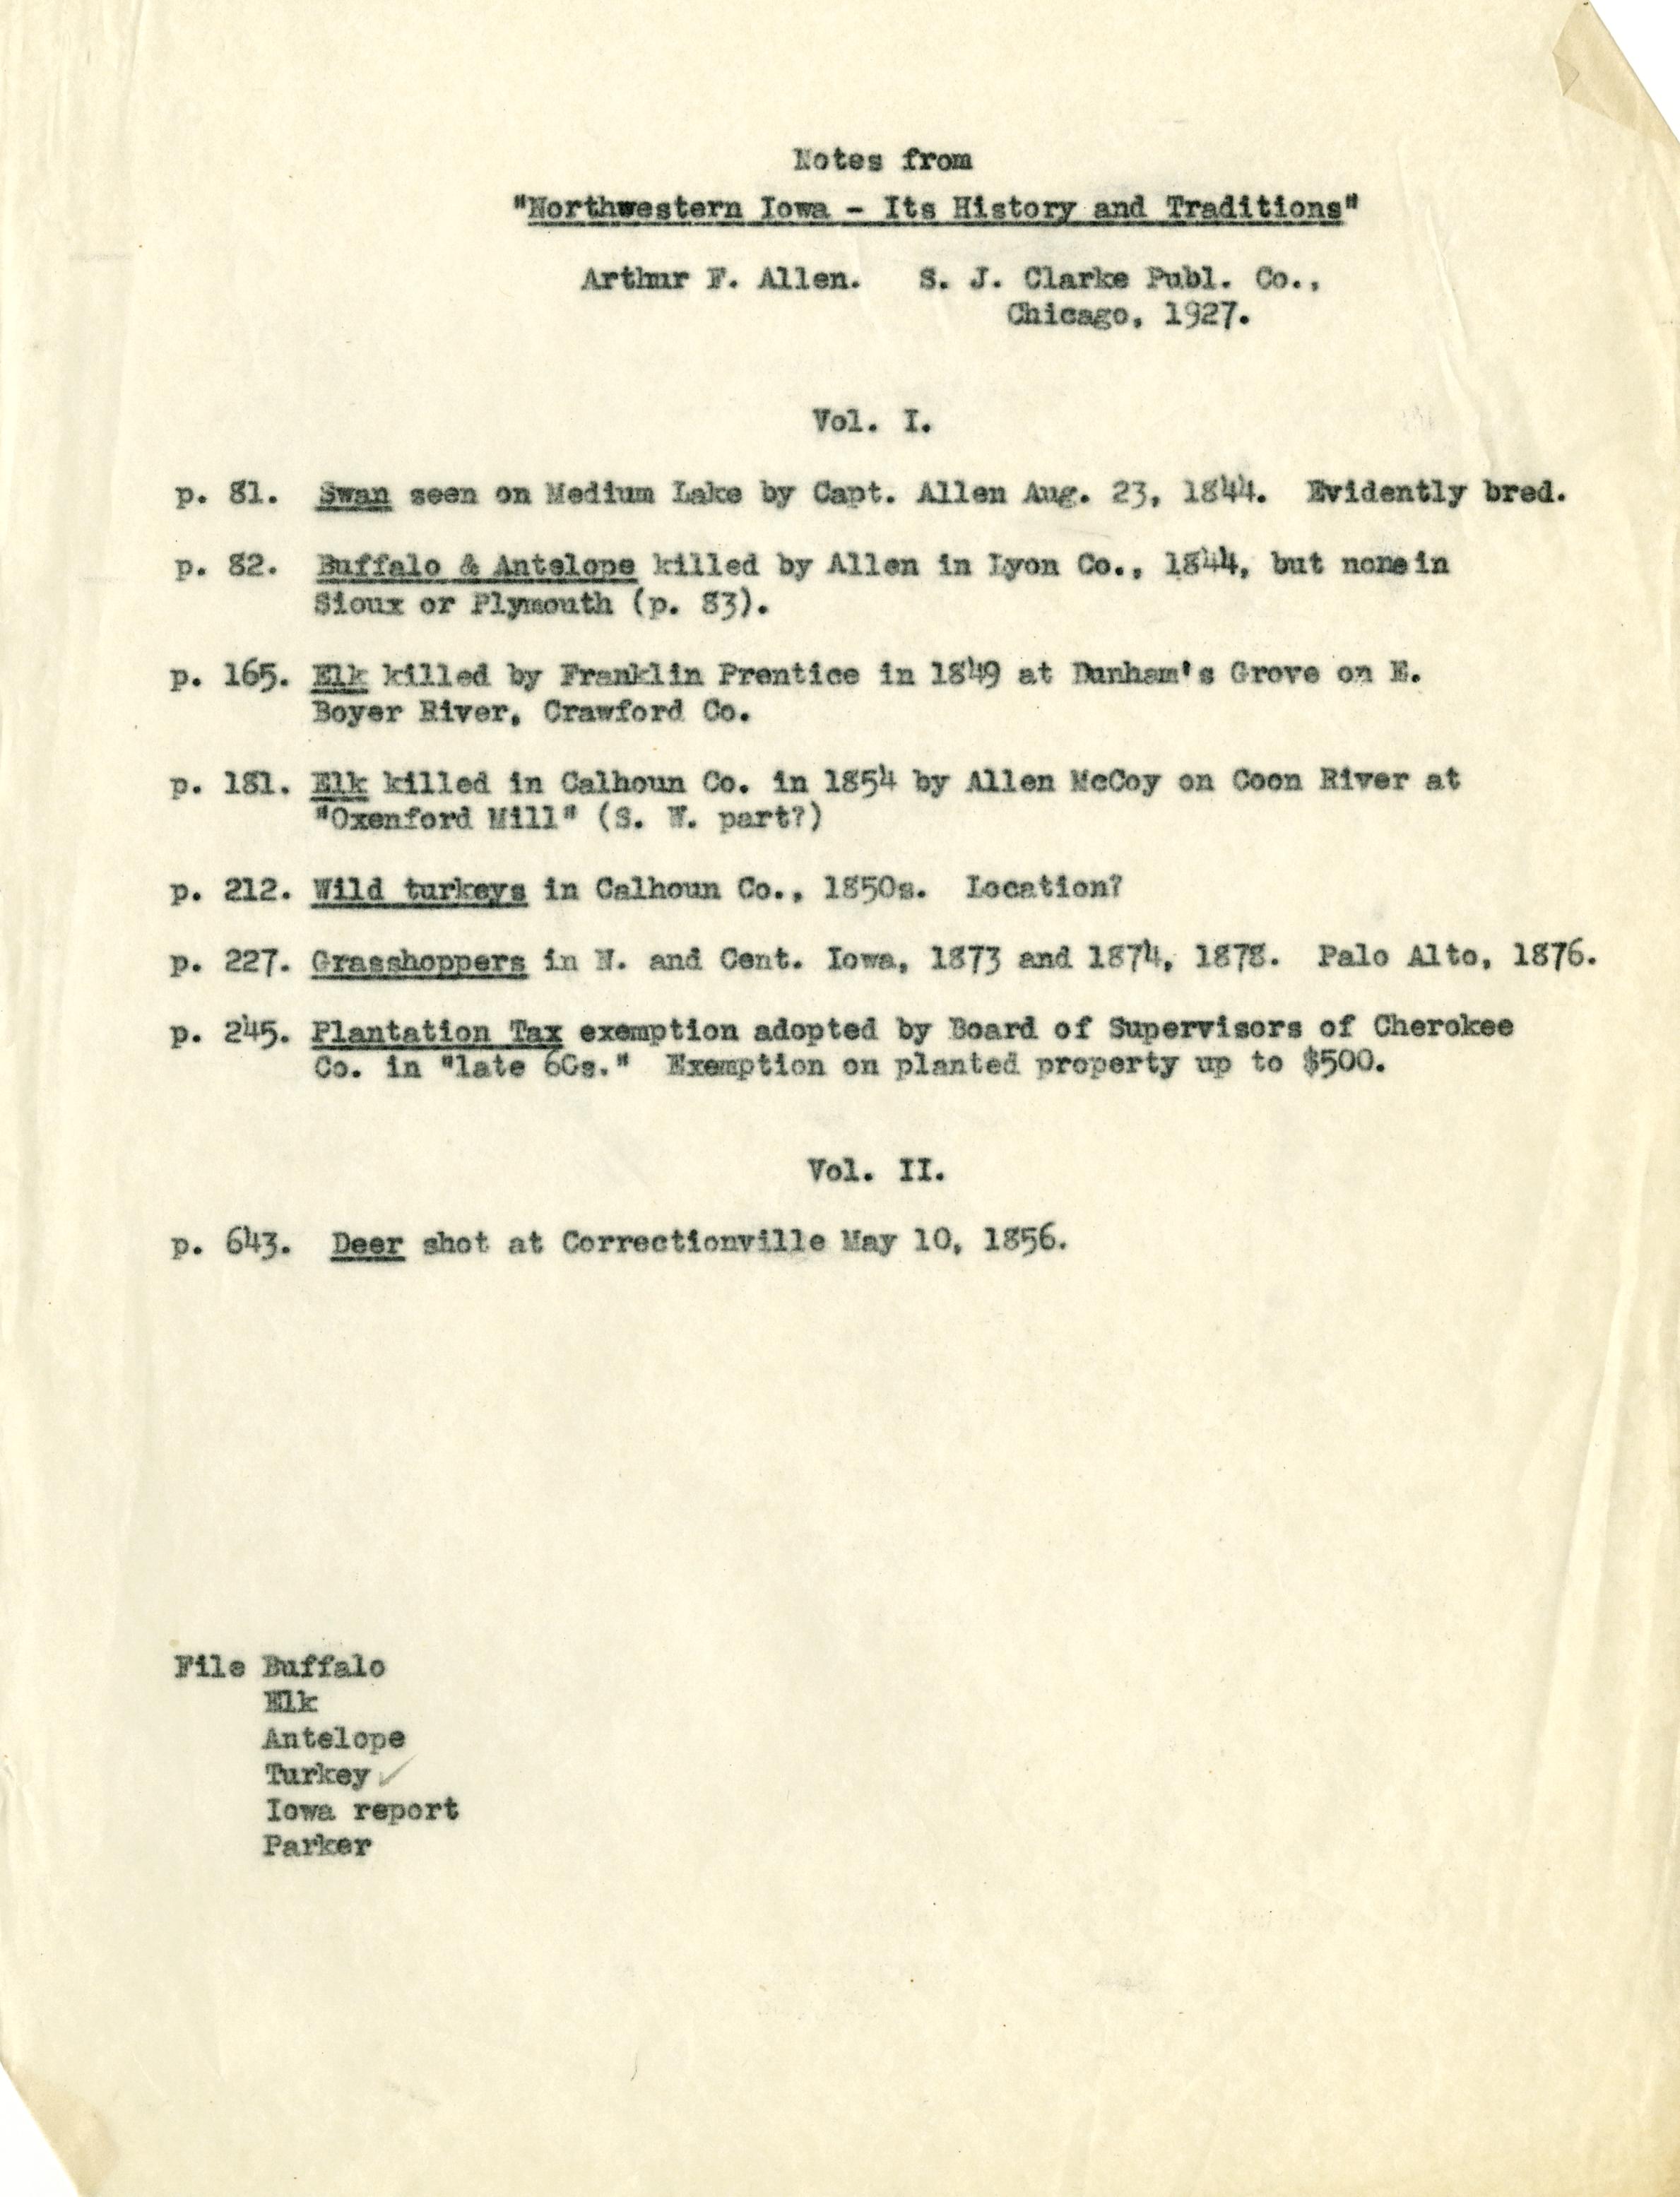 Notes from
"Northwestern Iowa - Its History and Traditions"
Arthur F. Allen. S. J. Clarke Publ. Co.,
Chicago, 1927.
Vol. I.
p. 81. Swan seen on Medium Lake by Capt. Allen Aug. 23, 1844. Evidently bred.
p. 82. Buffalo & Antelope killed by Allen in Lyon Co., 1844, but none in
Sioux or Plymouth (p. 83).
p. 165. Elk killed by Franklin Prentice in 1849 at Dunham's Grove on E.
Boyer River, Crawford Co.
p. 181. Elk killed in Calhoun Co. in 1854 by Allen McCoy on Coon River at
"Oxenford Mill" (S. W. part?)
p. 212. Wild turkeys in Calhoun Co., 1850s. Location?
p. 227. Grasshoppers in N. and Cent. Iowa, 1873 and 1874, 1878. Palo Alto, 1876.
p. 245. Plantation Tax exemption adopted by Board of Supervisors of Cherokee
Co. in "late 60s." Exemption on planted property up to $500.
Vol. II.
p. 643. Deer shot at Correctionville May 10, 1856.
File Buffalo
Elk
Antelope
Turkey ✓
Iowa report
Parker